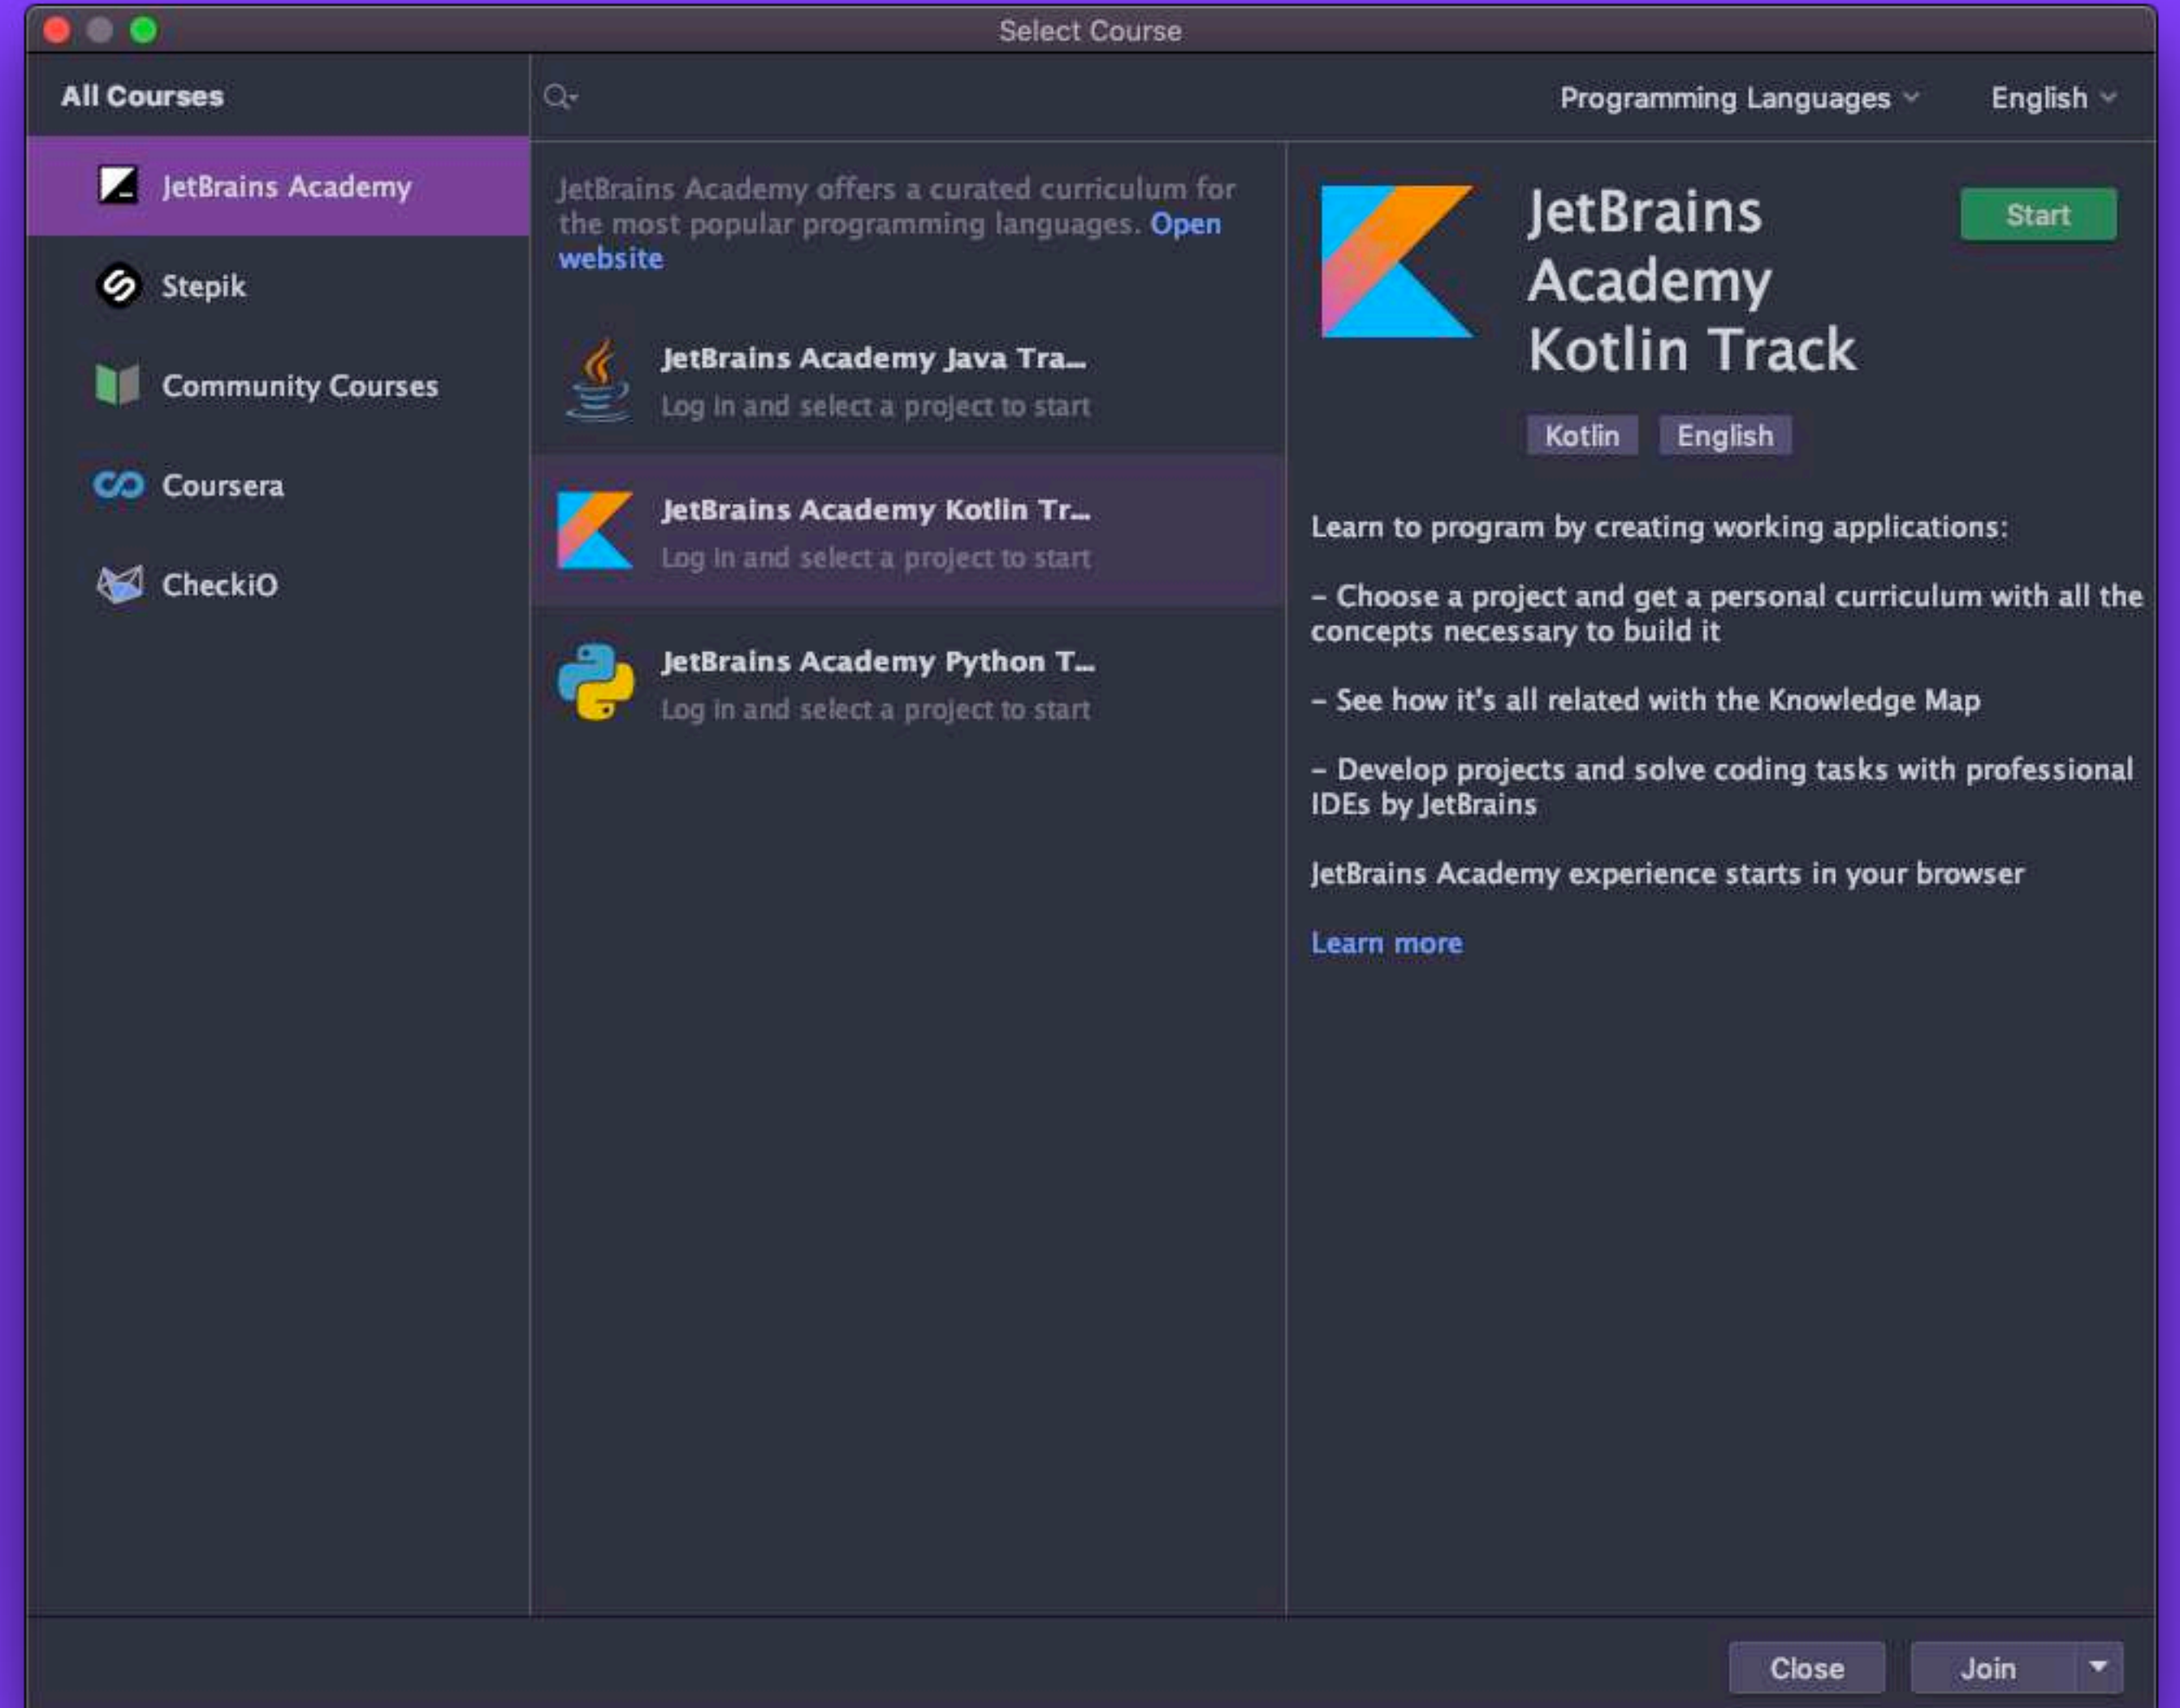 Select Course
All Courses
Programming Languages
English
JetBrains Academy
Stepik
Community Courses
Coursera
CheckiO
JetBrains Academy offers a curated curriculum for
the most popular programming languages. Open
website
JetBrains Academy Java Tra...
Log in and select a project to start
JetBrains Academy Kotlin Tr...
Log in and select a project to start
JetBrains Academy Python T...
Log in and select a project to start
JetBrains
Academy
Kotlin Track
Start
Kotlin
English
Learn to program by creating working applications:
– Choose a project and get a personal curriculum with all the
concepts necessary to build it
– See how it's all related with the Knowledge Map
– Develop projects and solve coding tasks with professional
IDEs by JetBrains
JetBrains Academy experience starts in your browser
Learn more
Close
Join